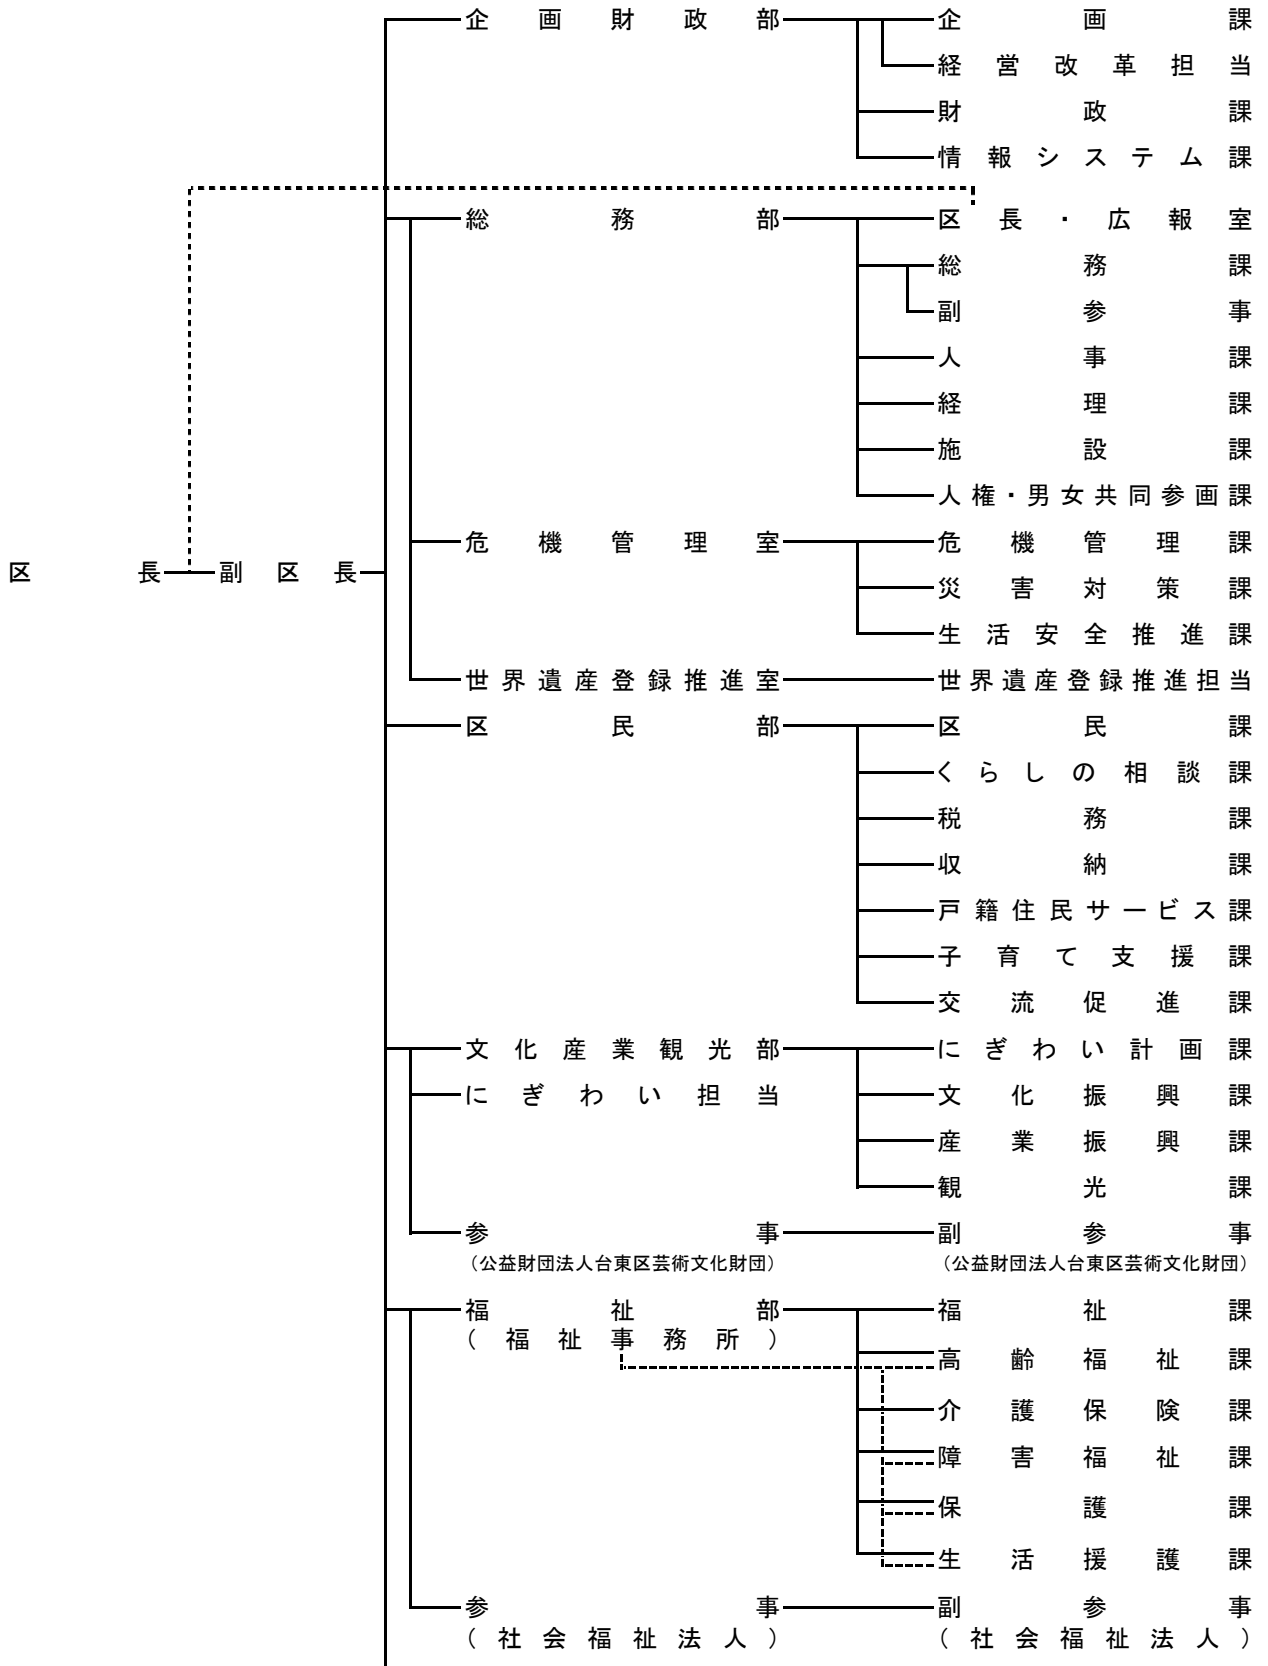 企画財政部 企画課
経営改革担当
財政課
情報システム課
総務部 区長・広報室
総務課
副参事
人事課
経理課
施設課
人権・男女共同参画課
危機管理室 危機管理課
区長 副区長
災害対策課
生活安全推進課
世界遺産登録推進室 世界遺産登録推進担当
区民部 区民課
くらしの相談課
税務課
収納課
戸籍住民サービス課
子育て支援課
交流促進課
文化産業観光部 にぎわい計画課
にぎわい担当 文化振興課
産業振興課
観光課
参事 副参事
（公益財団法人台東区芸術文化財団） （公益財団法人台東区芸術文化財団）
福祉部 福祉課
（福祉事務所）
高齢福祉課
介護保険課
障害福祉課
保護課
生活援護課
参事 副参事
（社会福祉法人） （社会福祉法人）